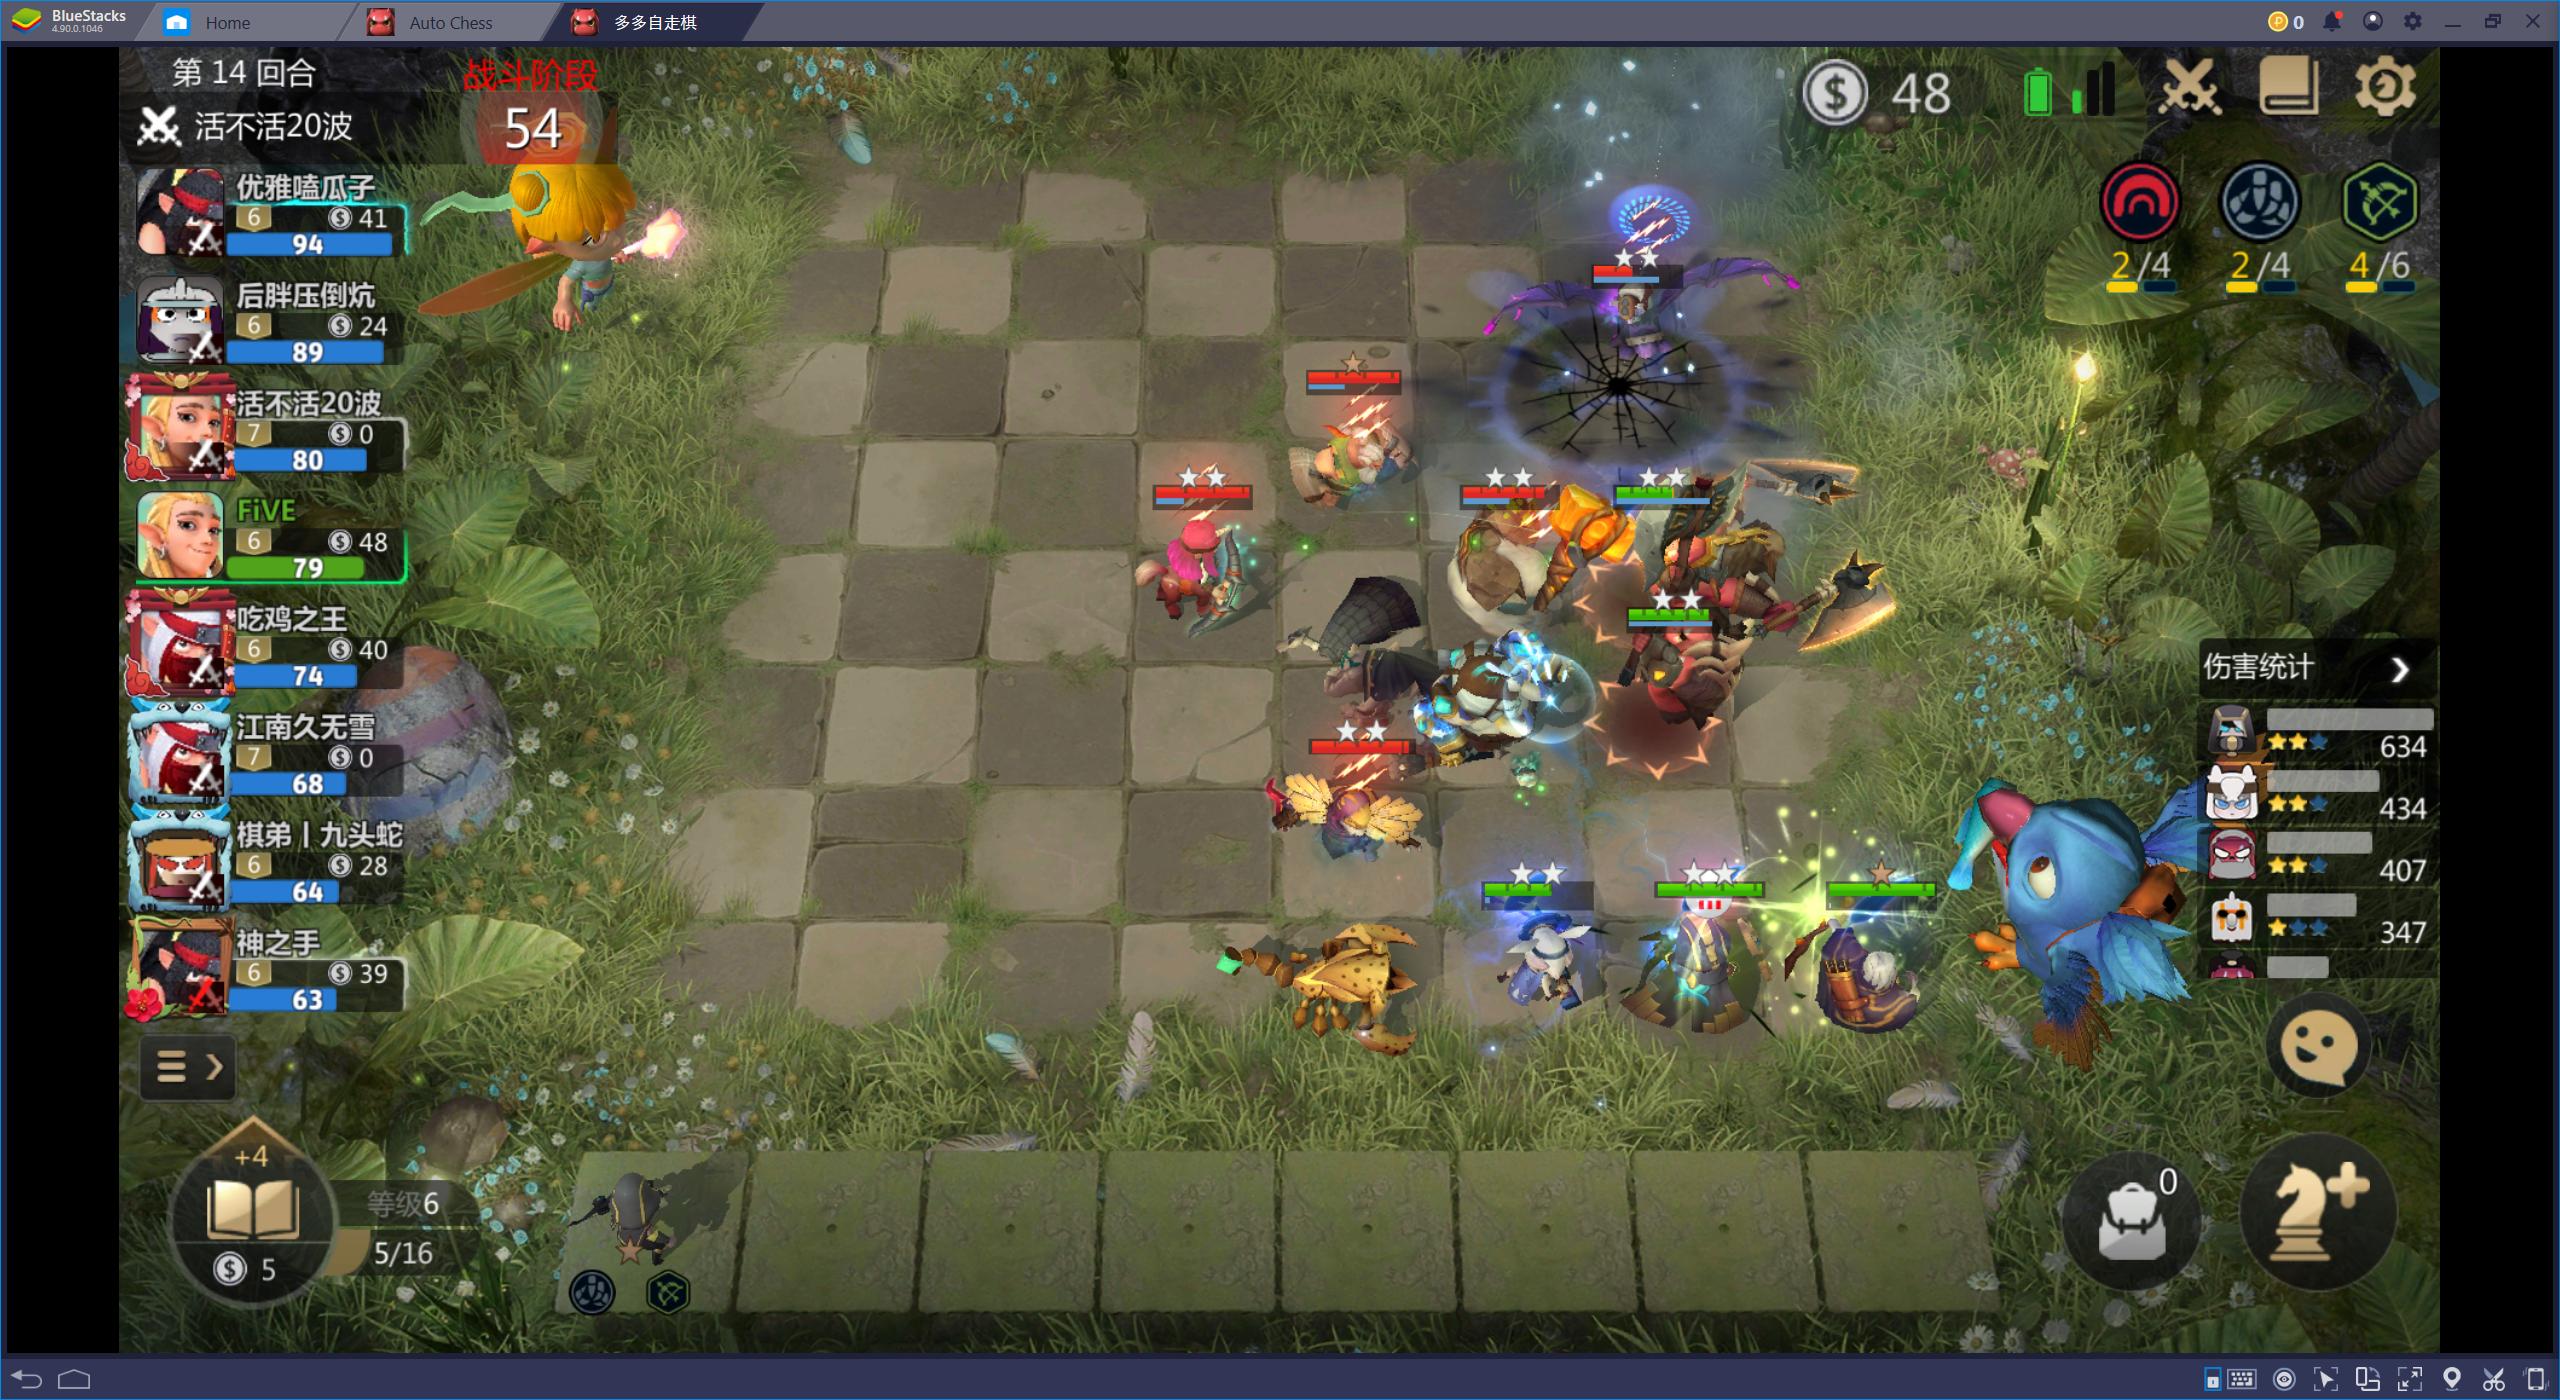 BlueStacks
4.90.0.1046
Home
Auto Chess
多多自走棋
0
第 14 回合
战斗阶段
活不活20波
54
48
优雅嗑瓜子
6 41
94
后胖压倒炕
6 24
89
活不活20波
7 0
80
FiVE
6 48
79
吃鸡之王
6 40
74
江南久无雪
7 0
68
棋弟丨九头蛇
6 28
64
神之手
6 39
63
2/4
2/4
4/6
伤害统计
634
434
407
347
+4
等级6
5/16
5
0